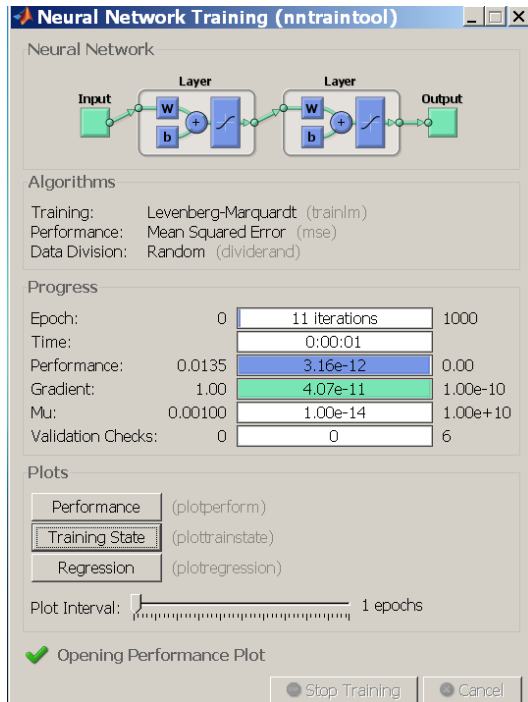 Neural Network Training (nntraintool)
Neural Network
Layer Layer
Input Output
W W
b b
Algorithms
Training: Levenberg-Marquardt (trainlm)
Performance: Mean Squared Error (mse)
Data Division: Random (dividerand)
Progress
Epoch: 0 11 iterations 1000
Time: 0:00:01
Performance: 0.0135 3.16e-12 0.00
Gradient: 1.00 4.07e-11 1.00e-10
Mu: 0.00100 1.00e-14 1.00e+10
Validation Checks: 0 0 6
Plots
Performance (plotperform)
Training State (plottrainstate)
Regression (plotregression)
Plot Interval: 1 epochs
Opening Performance Plot
Stop Training Cancel